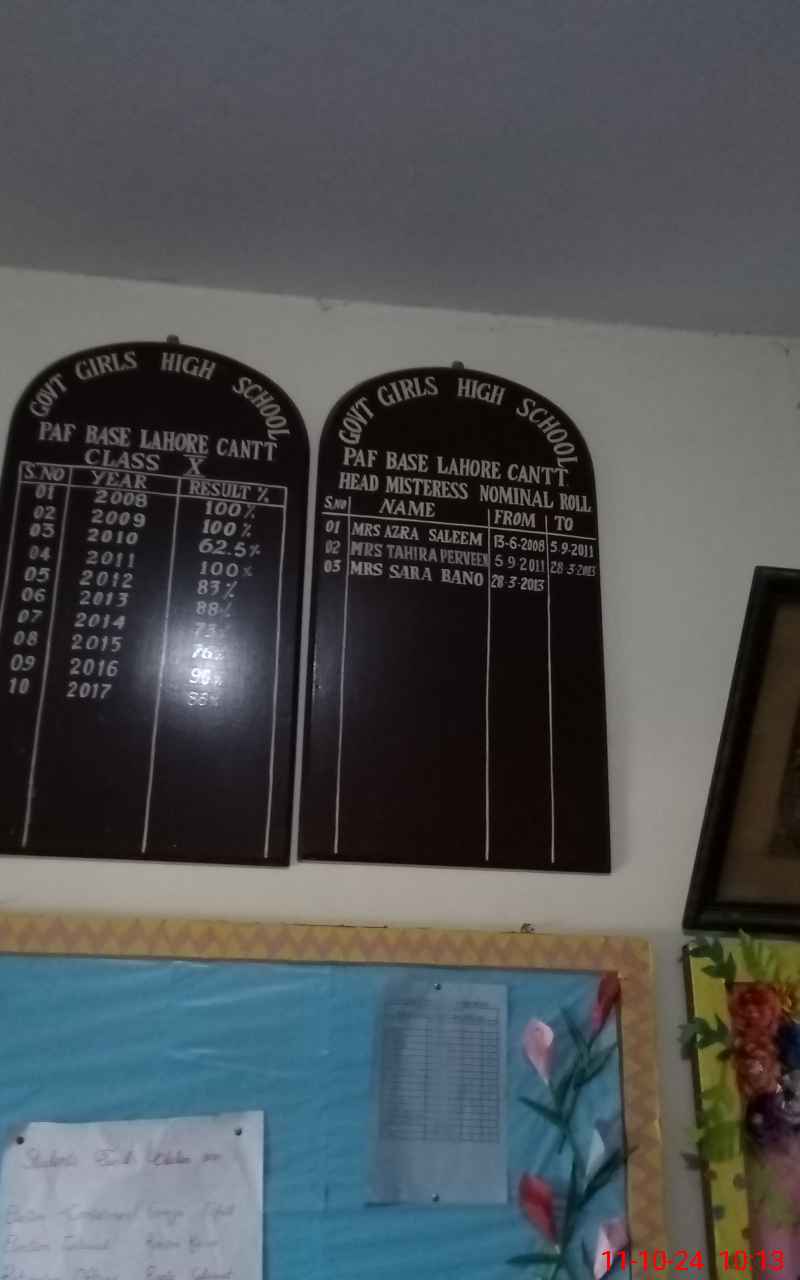 GOVT GIRLS HIGH SCHOOL
PAF BASE LAHORE CANTT
CLASS X
S.NO YEAR RESULT %
01 2008 100%
02 2009 100%
03 2010 62.5%
04 2011 100%
05 2012 83%
06 2013 88%
07 2014 73%
08 2015 76%
09 2016 96%
10 2017 88%
GOVT GIRLS HIGH SCHOOL
PAF BASE LAHORE CANTT
HEAD MISTERESS NOMINAL ROLL
S.No NAME FROM TO
01 MRS AZRA SALEEM 13-6-2008 5.9-2011
02 MRS TAHIRA PERVEEN 5 9-2011 28-3-2013
03 MRS SARA BANO 28-3-2013
11-10-24 10:13